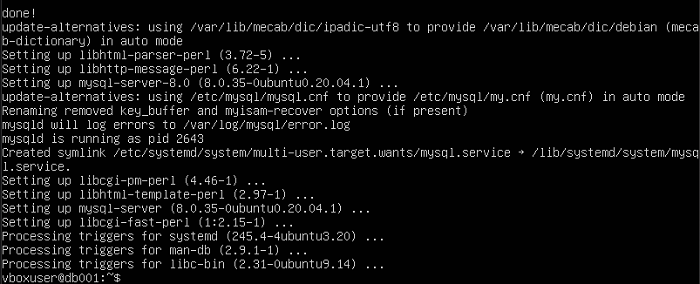 done!
update-alternatives: using /var/lib/mecab/dic/ipadic-utf8 to provide /var/lib/mecab/dic/debian (meca
b-dictionary) in auto mode
Setting up libhtml-parser-perl (3.72-5) ...
Setting up libhttp-message-perl (6.22-1) ...
Setting up mysql-server-8.0 (8.0.35-0ubuntu0.20.04.1) ...
update-alternatives: using /etc/mysql/mysql.cnf to provide /etc/mysql/my.cnf (my.cnf) in auto mode
Renaming removed key_buffer and myisam-recover options (if present)
mysqld will log errors to /var/log/mysql/error.log
mysqld is running as pid 2643
Created symlink /etc/systemd/system/multi-user.target.wants/mysql.service → /lib/systemd/system/mysq
l.service.
Setting up libcgi-pm-perl (4.46-1) ...
Setting up libhtml-template-perl (2.97-1) ...
Setting up mysql-server (8.0.35-0ubuntu0.20.04.1) ...
Setting up libcgi-fast-perl (1:2.15-1) ...
Processing triggers for systemd (245.4-4ubuntu3.20) ...
Processing triggers for man-db (2.9.1-1) ...
Processing triggers for libc-bin (2.31-0ubuntu9.14) ...
vboxuser@db001:~$